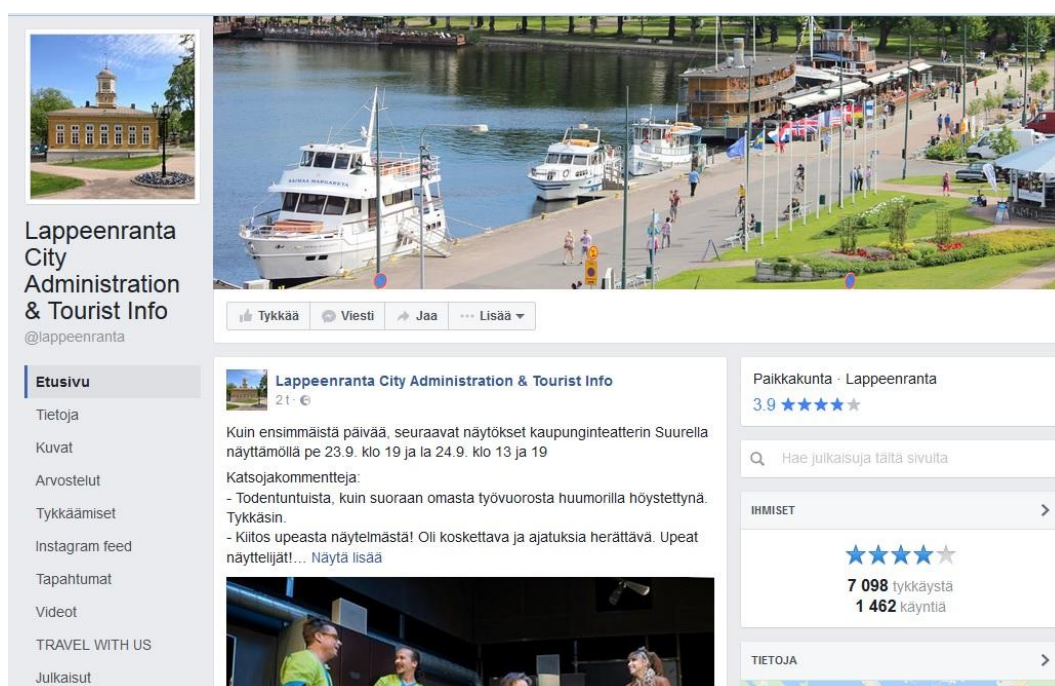 SAIMAA MARGARETA
Lappeenranta
City
Administration
& Tourist Info
@lappeenranta
Etusivu
Tietoja
Kuvat
Arvostelut
Tykkäämiset
Instagram feed
Tapahtumat
Videot
TRAVEL WITH US
Julkaisut
Tykkää
Viesti
Jaa
Lisää
Lappeenranta City Administration & Tourist Info
2 t ·
Kuin ensimmäistä päivää, seuraavat näytökset kaupunginteatterin Suurella
näyttämöllä pe 23.9. klo 19 ja la 24.9. klo 13 ja 19
Katsojakommentteja:
- Todentuntuista, kuin suoraan omasta työvuorosta huumorilla höystettynä.
Tykkäsin.
- Kiitos upeasta näytelmästä! Oli koskettava ja ajatuksia herättävä. Upeat
näyttelijät!… Näytä lisää
Paikkakunta · Lappeenranta
3.9 ★★★★★
Hae julkaisuja tältä sivulta
IHMISET
★★★★★
7 098 tykkäystä
1 462 käyntiä
TIETOJA